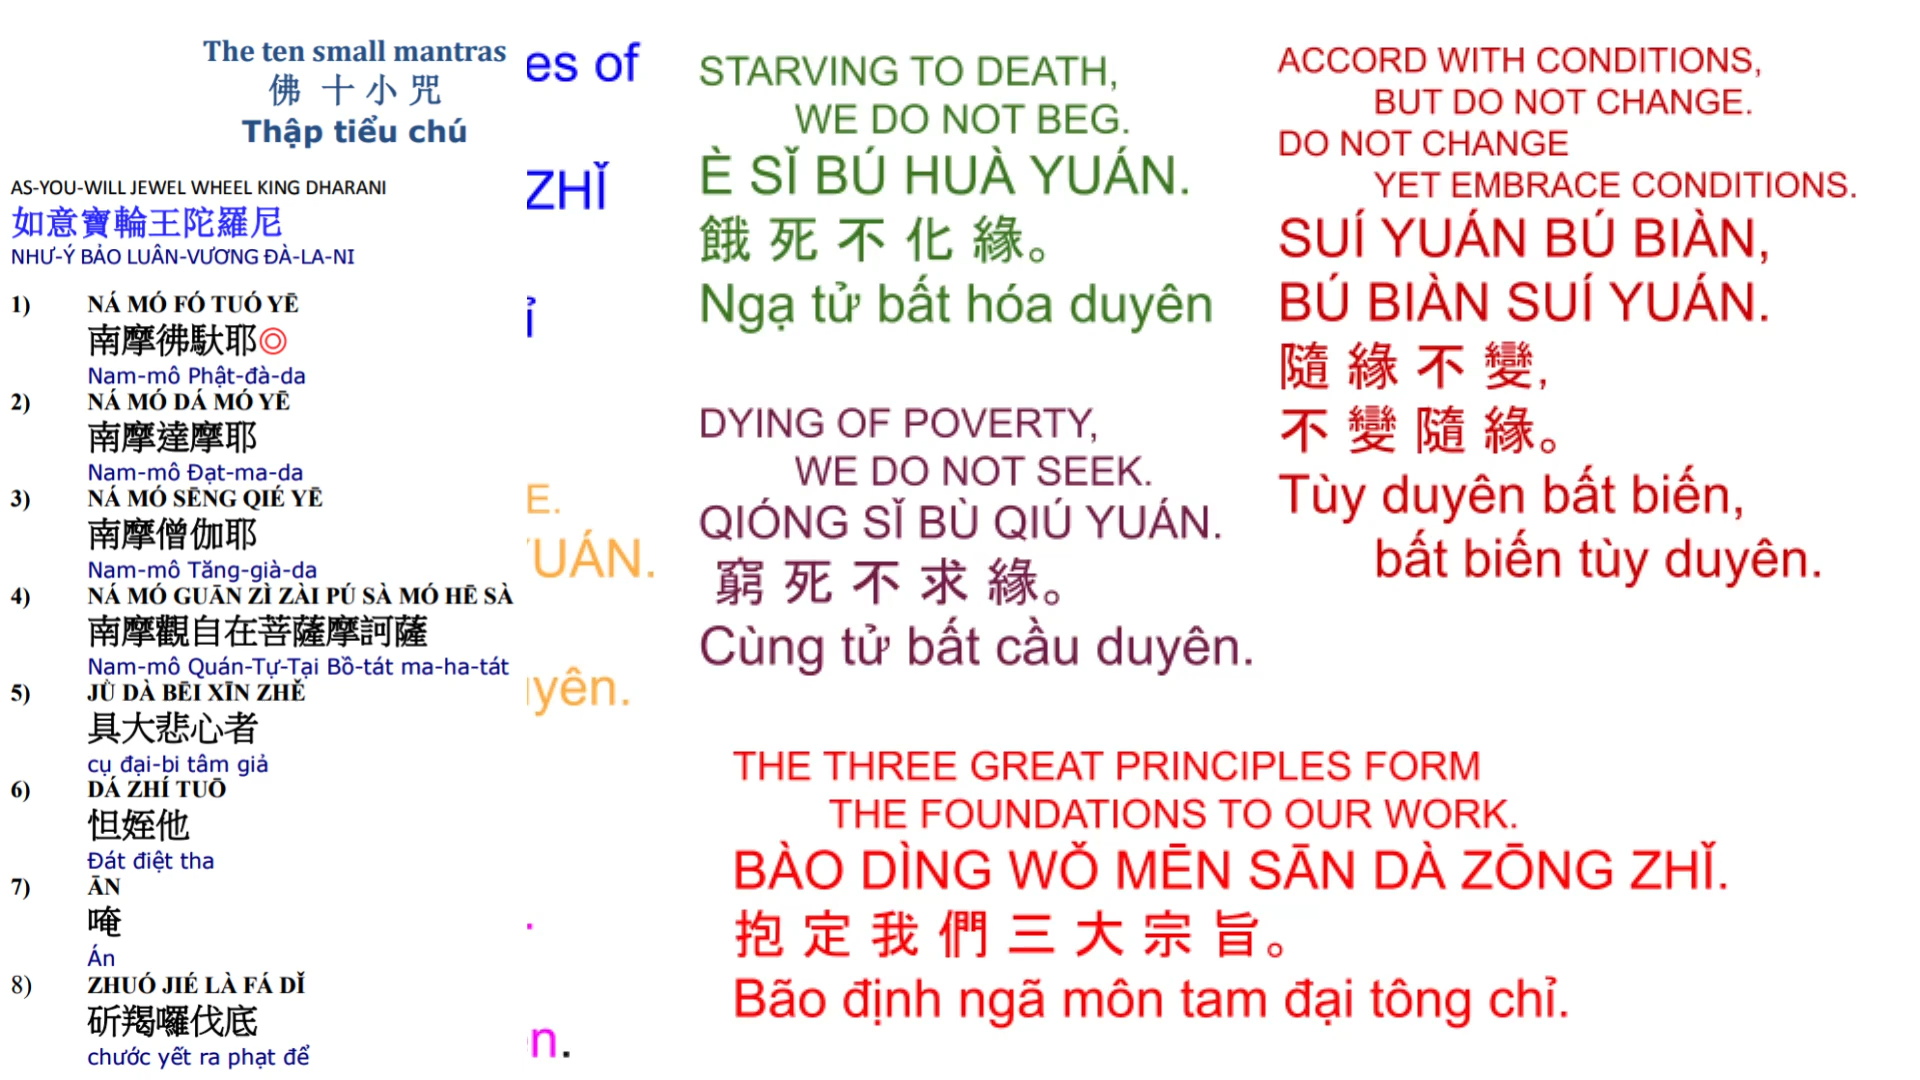 The ten small mantras
佛 十 小 咒
Thập tiểu chú
AS-YOU-WILL JEWEL WHEEL KING DHARANI
如意寶輪王陀羅尼
NHƯ-Ý BẢO LUÂN-VƯƠNG ĐÀ-LA-NI
1) NÁ MÓ FÓ TUÓ YĒ
南摩彿馱耶◎
Nam-mô Phật-đà-da
2) NÁ MÓ DÁ MÓ YĒ
南摩達摩耶
Nam-mô Đạt-ma-da
3) NÁ MÓ SĒNG QIÉ YĒ
南摩僧伽耶
Nam-mô Tăng-già-da
4) NÁ MÓ GUĀN ZÌ ZÀI PÚ SÀ MÓ HĒ SÀ
南摩觀自在菩薩摩訶薩
Nam-mô Quán-Tự-Tại Bồ-tát ma-ha-tát
5) JÙ DÀ BĒI XĪN ZHĚ
具大悲心者
cụ đại-bi tâm giả
6) DÁ ZHÍ TUŌ
怛姪他
Đát điệt tha
7) ĀN
唵
Án
8) ZHUÓ JIÉ LÀ FÁ DǏ
斫羯囉伐底
chước yết ra phạt để
es of
ZHǏ
E.
UÁN.
yên.
n.
STARVING TO DEATH,
WE DO NOT BEG.
È SǏ BÚ HUÀ YUÁN.
餓 死 不 化 緣。
Ngạ tử bất hóa duyên
DYING OF POVERTY,
WE DO NOT SEEK.
QIÓNG SǏ BÙ QIÚ YUÁN.
窮 死 不 求 緣。
Cùng tử bất cầu duyên.
ACCORD WITH CONDITIONS,
BUT DO NOT CHANGE.
DO NOT CHANGE
YET EMBRACE CONDITIONS.
SUÍ YUÁN BÚ BIÀN,
BÚ BIÀN SUÍ YUÁN.
隨 緣 不 變,
不 變 隨 緣。
Tùy duyên bất biến,
bất biến tùy duyên.
THE THREE GREAT PRINCIPLES FORM
THE FOUNDATIONS TO OUR WORK.
BÀO DÌNG WǑ MĒN SĀN DÀ ZŌNG ZHǏ.
抱 定 我 們 三 大 宗 旨。
Bão định ngã môn tam đại tông chỉ.